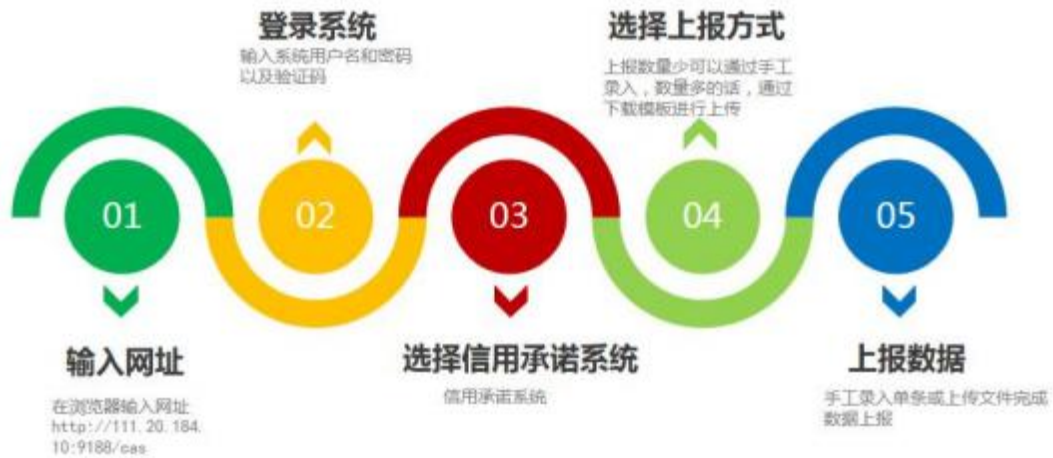 登录系统
输入系统用户名和密码
以及验证码
选择上报方式
上报数量少可以通过手工
录入，数量多的话，通过
下载模板进行上传
01
02
03
04
05
输入网址
在浏览器输入网址
http://111.20.184.
10:9188/cas
选择信用承诺系统
信用承诺系统
上报数据
手工录入单条或上传文件完成
数据上报